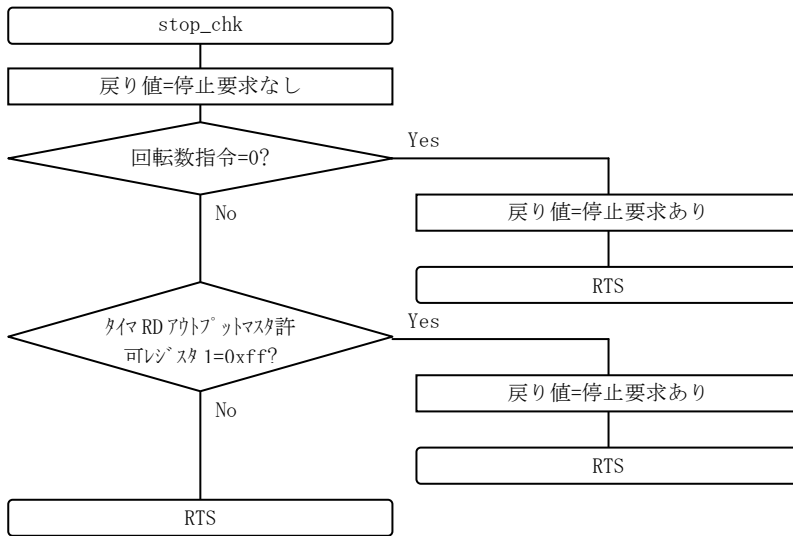 stop_chk
戻り値=停止要求なし
回転数指令=0?
Yes
戻り値=停止要求あり
No
RTS
ﾀｲﾏ RD ｱｳﾄﾌﾟｯﾄﾏｽﾀ許
可ﾚｼﾞｽﾀ 1=0xff?
Yes
戻り値=停止要求あり
No
RTS
RTS